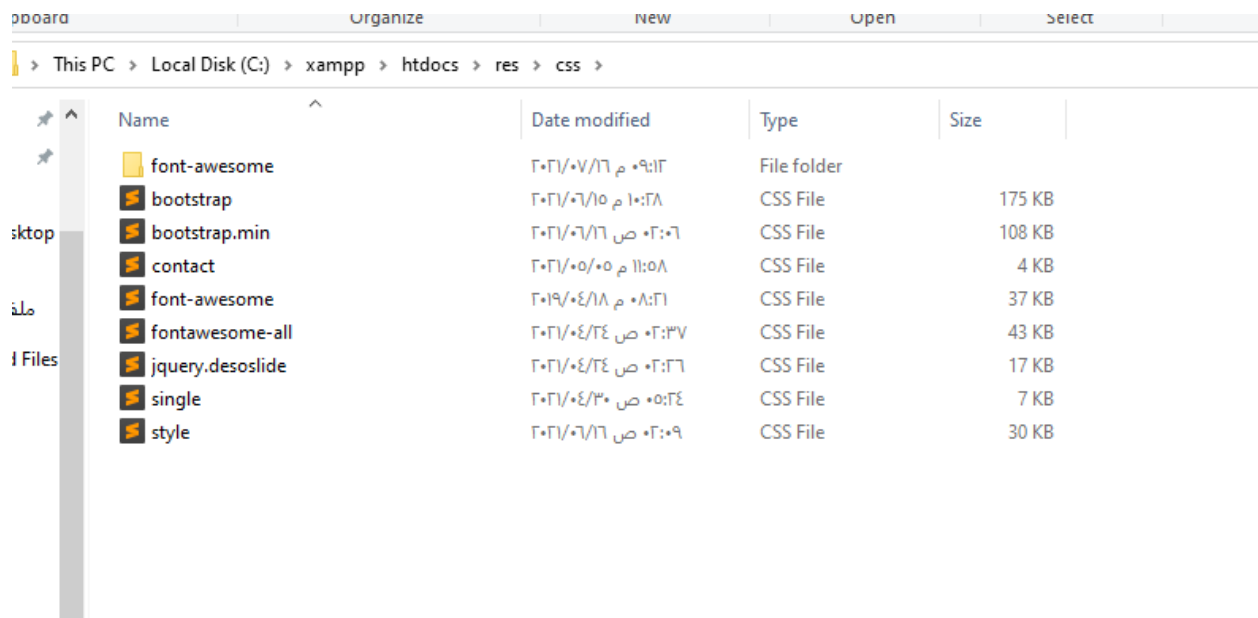 Organize New Open Select
This PC > Local Disk (C:) > xampp > htdocs > res > css >
Name Date modified Type Size
font-awesome ٢٠٢١/٠٧/١٦ م ٠٩:١٢ File folder
bootstrap ٢٠٢١/٠٦/١٥ م ١٠:٢٨ CSS File 175 KB
bootstrap.min ٢٠٢١/٠٦/١٦ ص ٠٢:٠٦ CSS File 108 KB
contact ٢٠٢١/٠٥/٠٥ م ١١:٥٨ CSS File 4 KB
font-awesome ٢٠١٩/٠٤/١٨ م ٠٨:٢١ CSS File 37 KB
fontawesome-all ٢٠٢١/٠٤/٢٤ ص ٠٢:٣٧ CSS File 43 KB
jquery.desoslide ٢٠٢١/٠٤/٢٤ ص ٠٢:٢٦ CSS File 17 KB
single ٢٠٢١/٠٤/٣٠ ص ٠٥:٢٤ CSS File 7 KB
style ٢٠٢١/٠٦/١٦ ص ٠٢:٠٩ CSS File 30 KB
Files